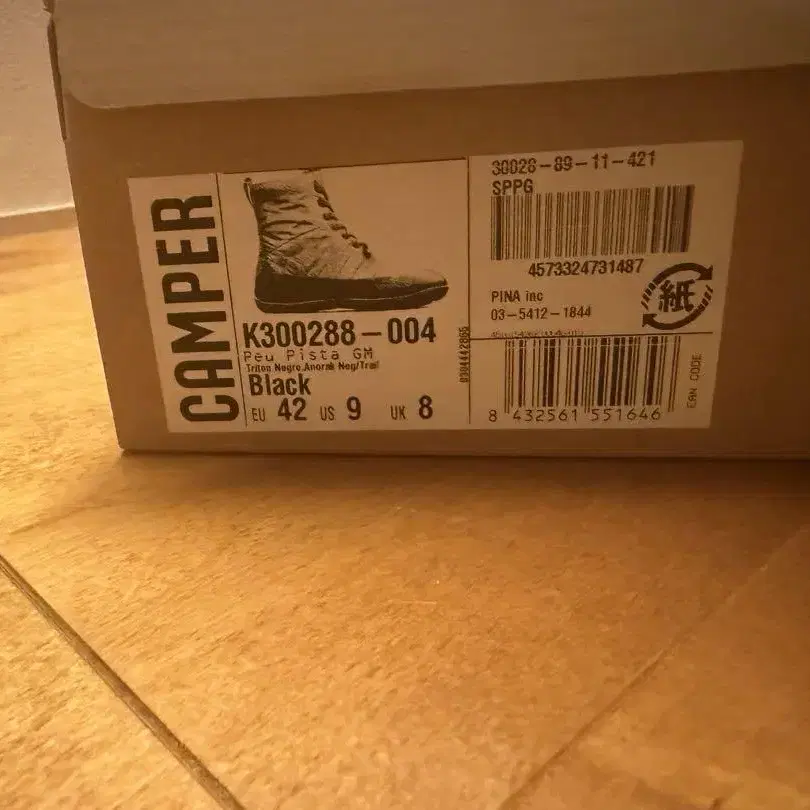 CAMPER
K300288-004
Peu Pista GM
Triton Negro.Anorak Neg/Trail
Black
EU 42 US 9 UK 8
0304442866
30028-89-11-421
SPPG
4573324731487
PINA inc
03-5412-1844
紙
8 432561 551646
EAN CODE